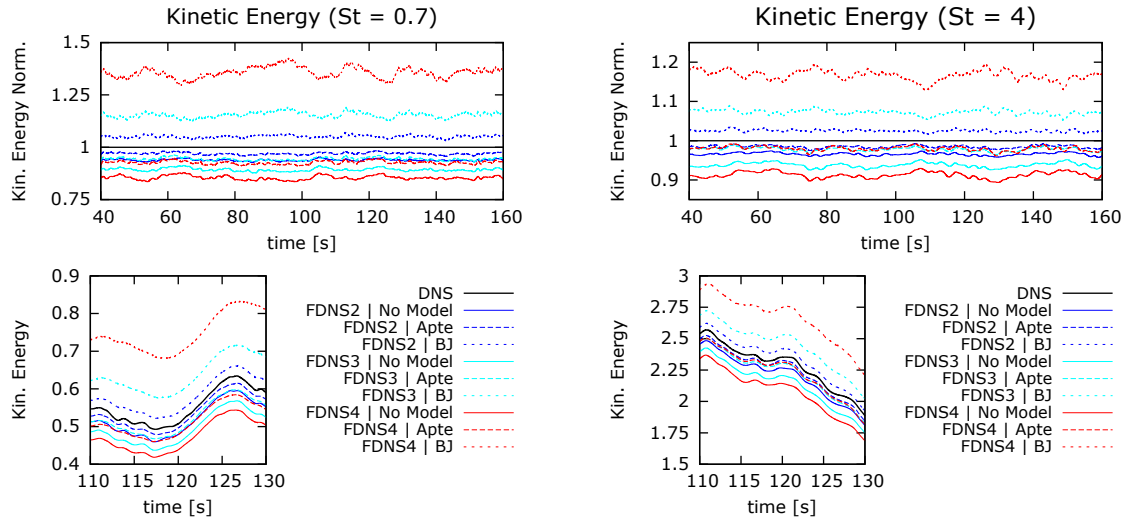 Kinetic Energy (St = 0.7)
Kin. Energy Norm.
1.5
1.25
1
0.75
40 60 80 100 120 140 160
time [s]
Kinetic Energy (St = 4)
Kin. Energy Norm.
1.2
1.1
1
0.9
40 60 80 100 120 140 160
time [s]
Kin. Energy
0.9
0.8
0.7
0.6
0.5
0.4
110 115 120 125 130
time [s]
DNS
FDNS2 | No Model
FDNS2 | Apte
FDNS2 | BJ
FDNS3 | No Model
FDNS3 | Apte
FDNS3 | BJ
FDNS4 | No Model
FDNS4 | Apte
FDNS4 | BJ
Kin. Energy
3
2.75
2.5
2.25
2
1.75
1.5
110 115 120 125 130
time [s]
DNS
FDNS2 | No Model
FDNS2 | Apte
FDNS2 | BJ
FDNS3 | No Model
FDNS3 | Apte
FDNS3 | BJ
FDNS4 | No Model
FDNS4 | Apte
FDNS4 | BJ